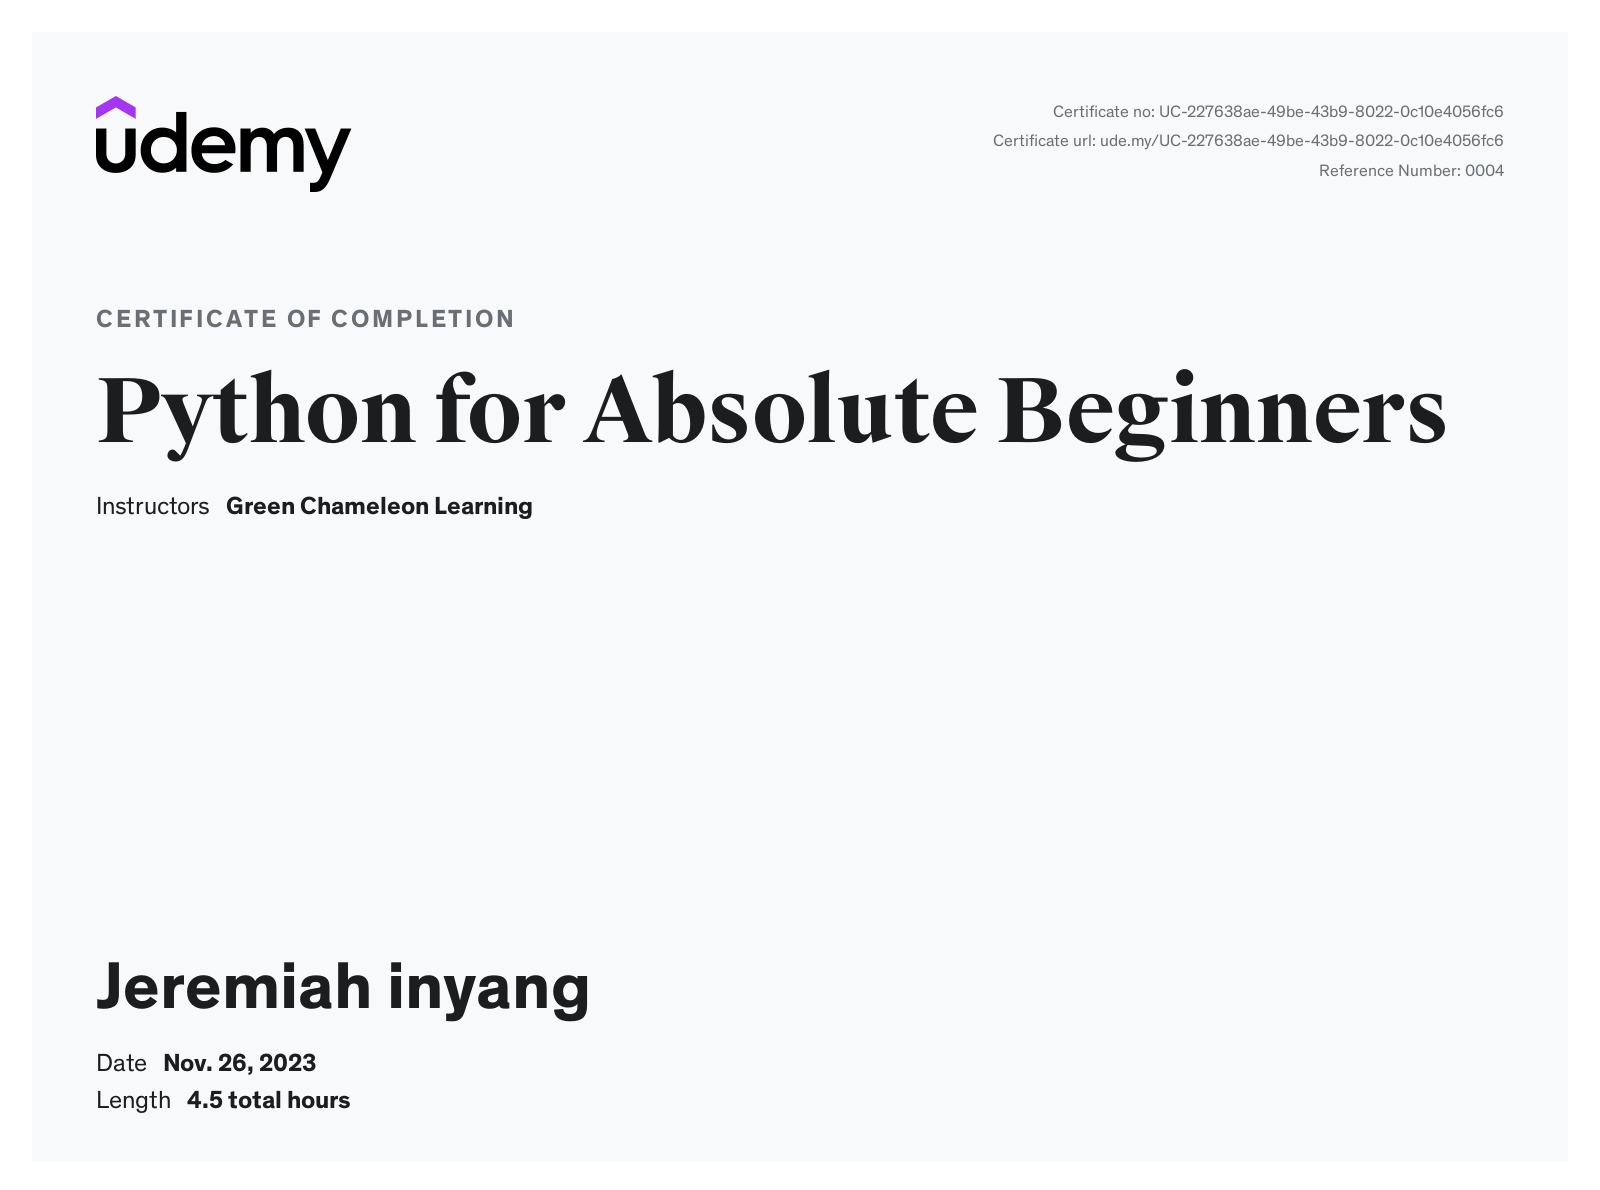 udemy
Certificate no: UC-227638ae-49be-43b9-8022-0c10e4056fc6
Certificate url: ude.my/UC-227638ae-49be-43b9-8022-0c10e4056fc6
Reference Number: 0004
CERTIFICATE OF COMPLETION
Python for Absolute Beginners
Instructors Green Chameleon Learning
Jeremiah inyang
Date Nov. 26, 2023
Length 4.5 total hours